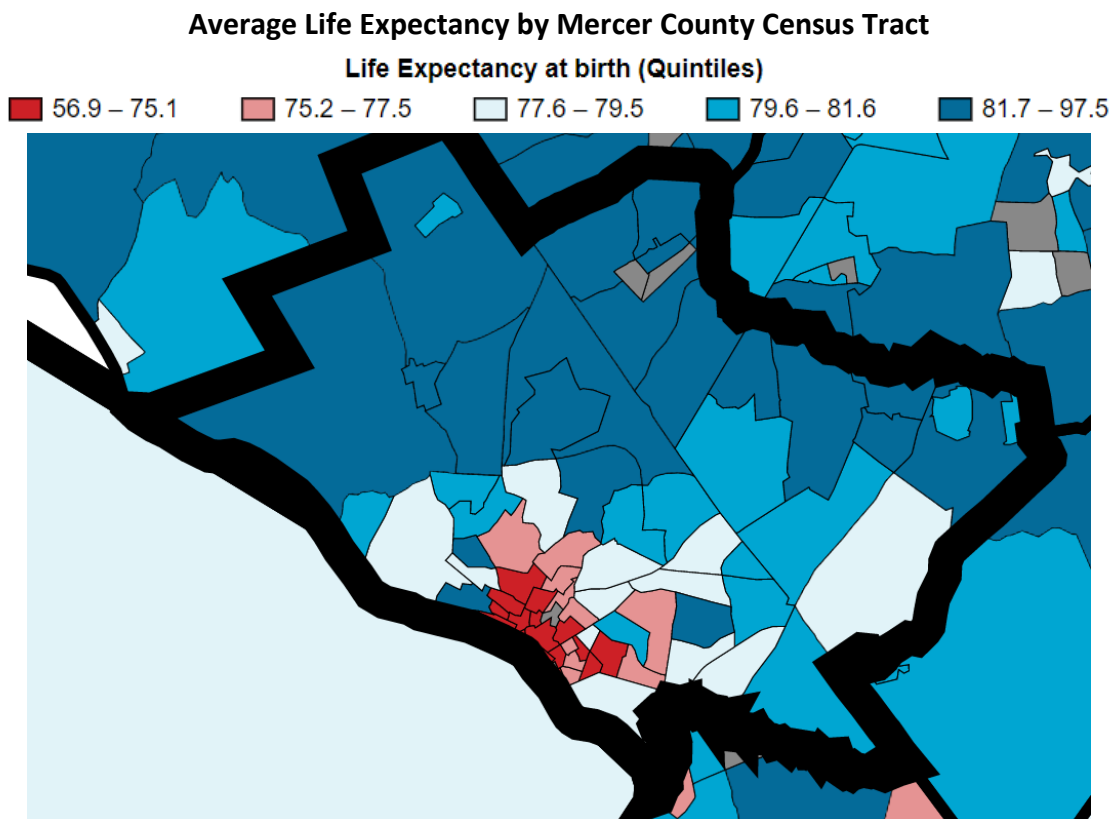 Average Life Expectancy by Mercer County Census Tract
Life Expectancy at birth (Quintiles)
56.9 – 75.1 75.2 – 77.5 77.6 – 79.5 79.6 – 81.6 81.7 – 97.5